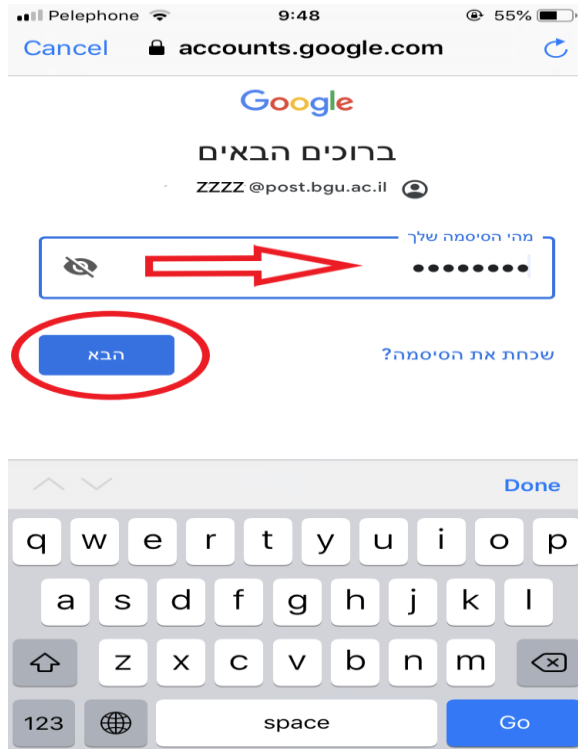 Pelephone 9:48 55%
Cancel accounts.google.com
Google
ברוכים הבאים
ZZZZ @post.bgu.ac.il
מהי הסיסמה שלך
••••••••
שכחת את הסיסמה?
הבא
Done
q w e r t y u i o p
a s d f g h j k l
z x c v b n m
123 space Go